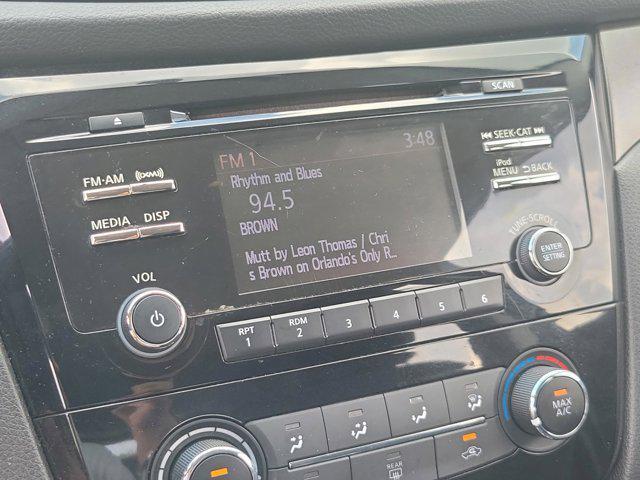 SCAN
SEEK·CAT
iPod
MENU BACK
FM·AM
MEDIA DISP
FM 1 3:48
Rhythm and Blues
94.5
BROWN
Mutt by Leon Thomas / Chri
s Brown on Orlando's Only R...
TUNE·SCROLL
ENTER
SETTING
VOL
RPT
1
RDM
2
3
4
5
6
MAX
A/C
REAR